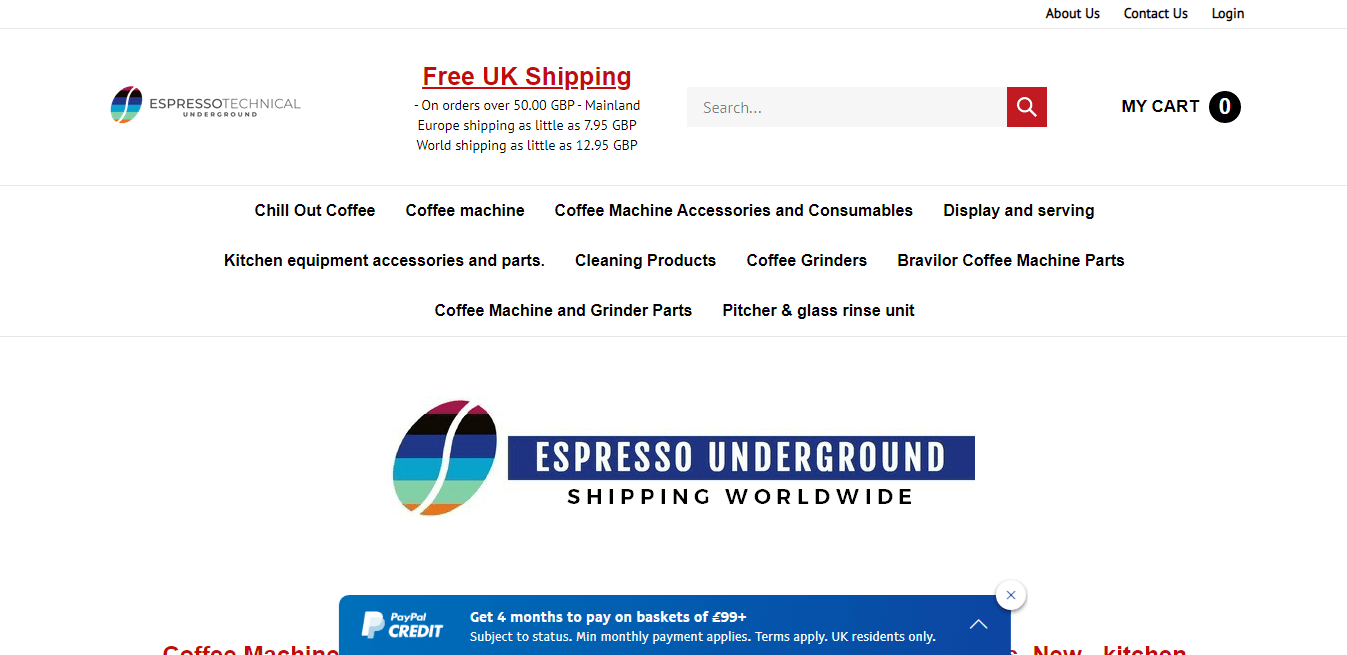 About Us Contact Us Login
ESPRESSOTECHNICAL
UNDERGROUND
Free UK Shipping
- On orders over 50.00 GBP - Mainland
Europe shipping as little as 7.95 GBP
World shipping as little as 12.95 GBP
Search...
MY CART 0
Chill Out Coffee Coffee machine Coffee Machine Accessories and Consumables Display and serving
Kitchen equipment accessories and parts. Cleaning Products Coffee Grinders Bravilor Coffee Machine Parts
Coffee Machine and Grinder Parts Pitcher & glass rinse unit
ESPRESSO UNDERGROUND
SHIPPING WORLDWIDE
PayPal
CREDIT
Get 4 months to pay on baskets of £99+
Subject to status. Min monthly payment applies. Terms apply. UK residents only.
Coffee Machine New kitchen